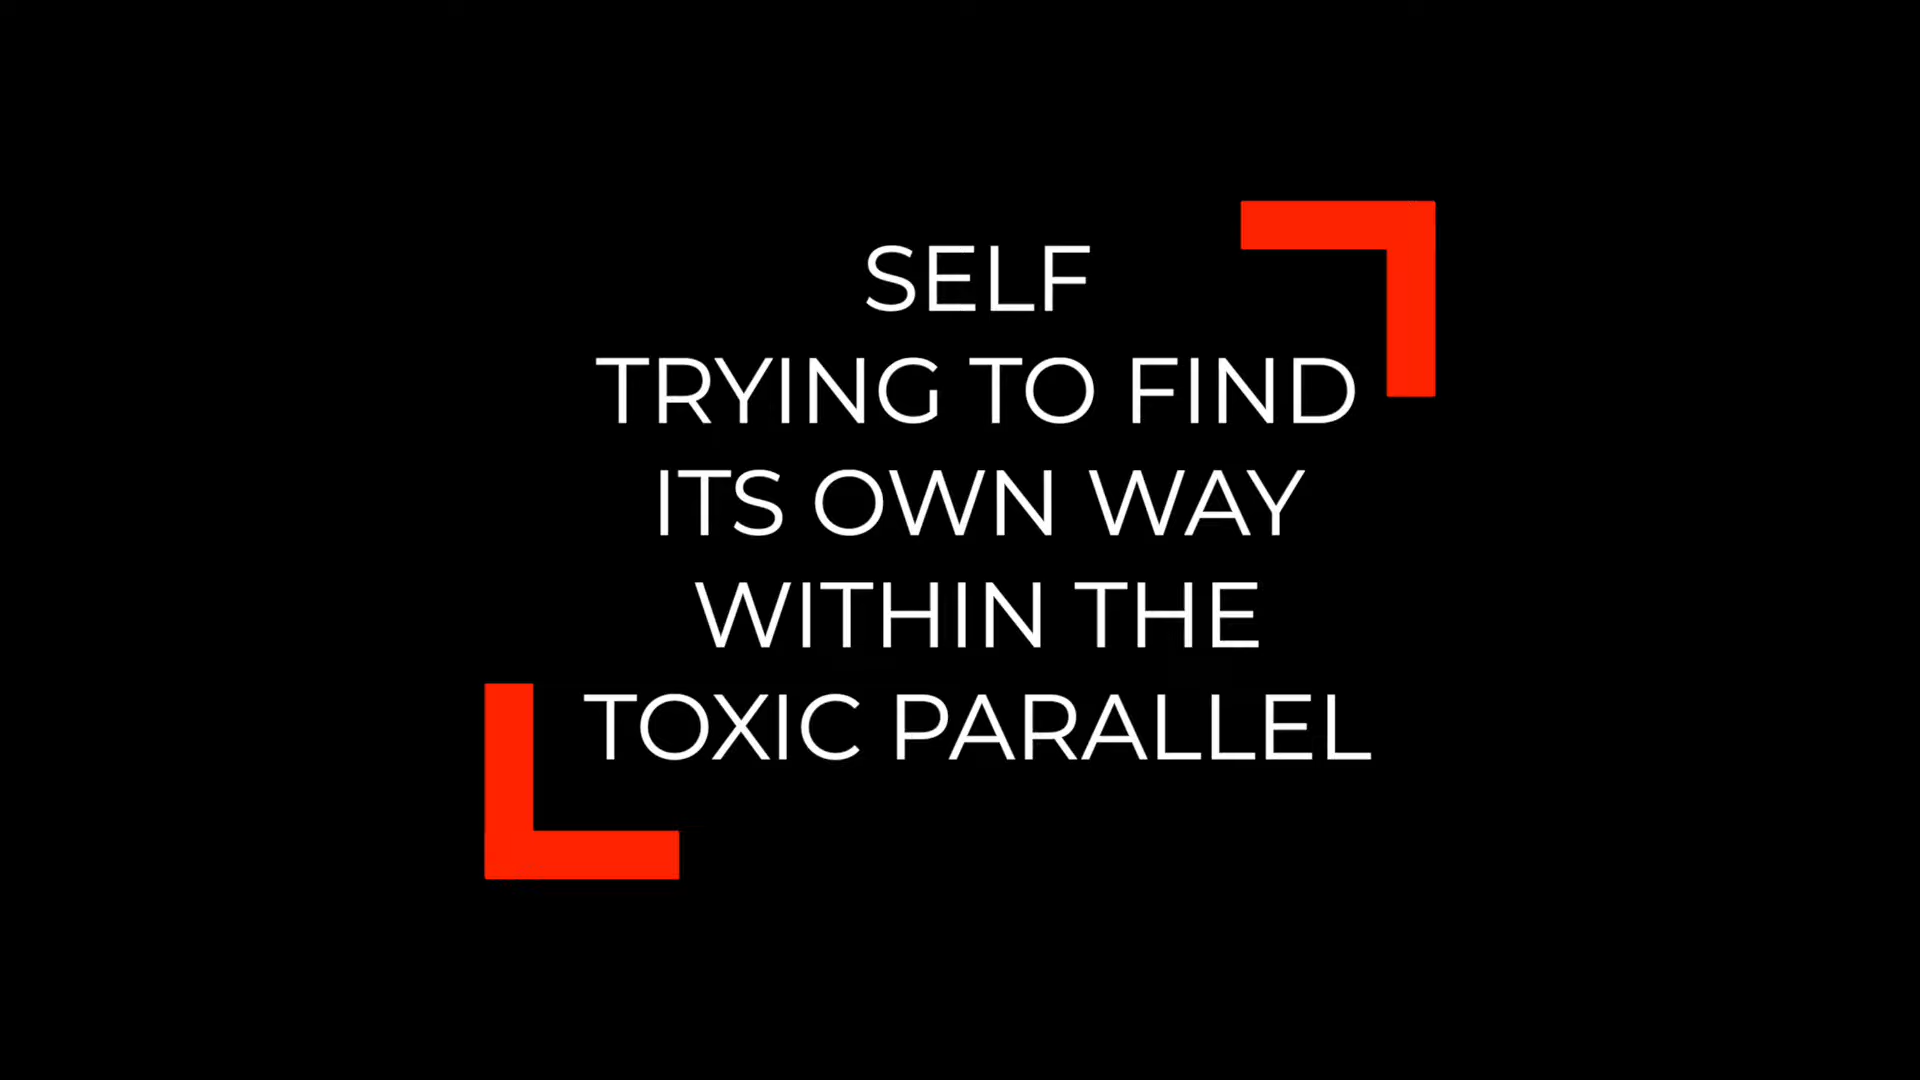 SELF
TRYING TO FIND
ITS OWN WAY
WITHIN THE
TOXIC PARALLEL